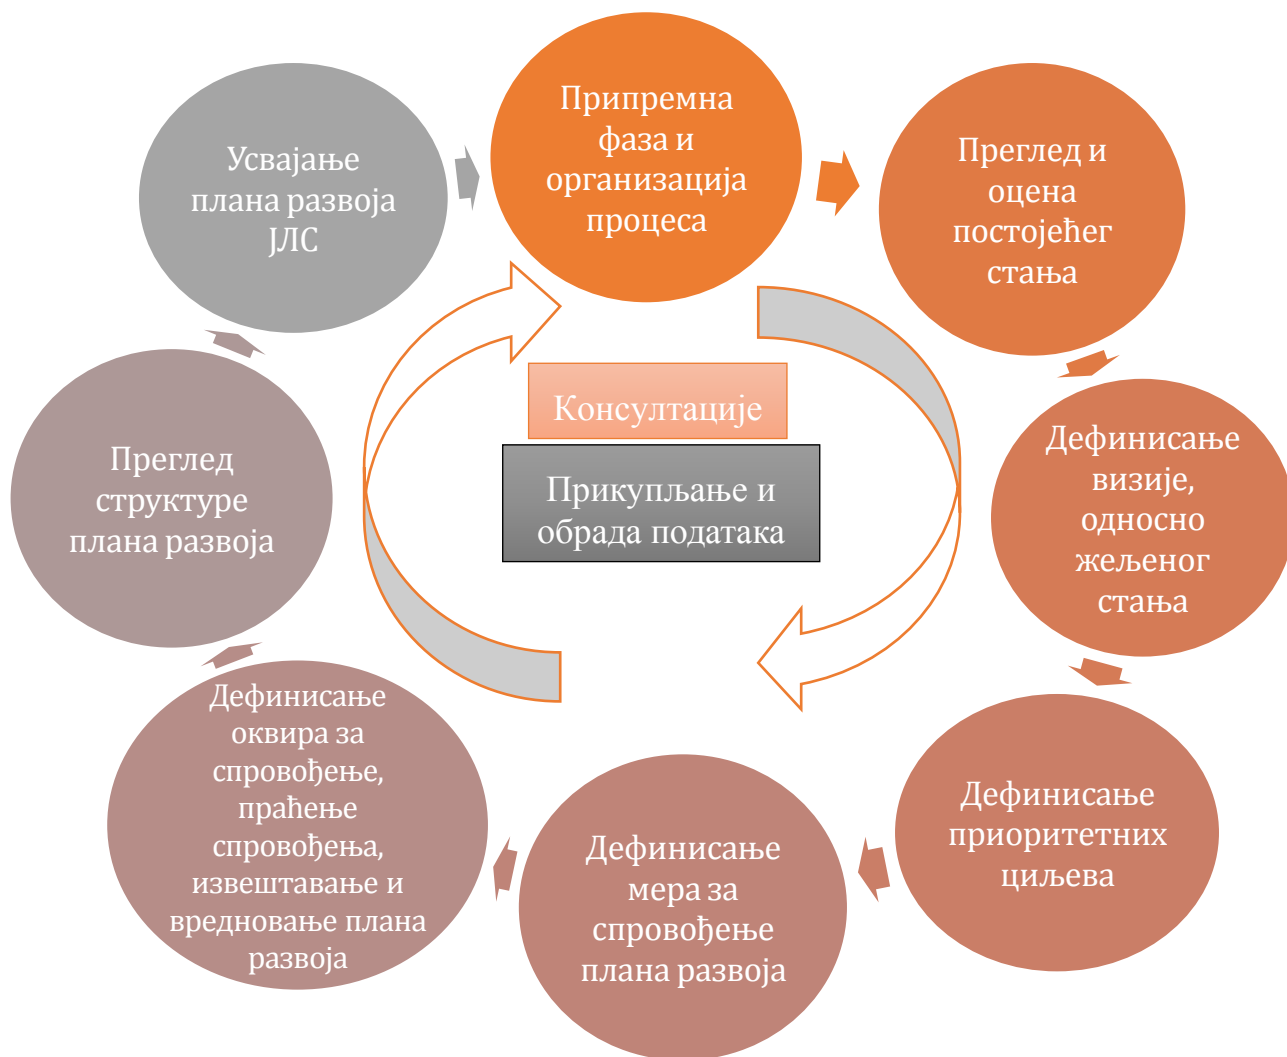 Припремна
фаза и
организација
процеса
Преглед и
оцена
постојећег
стања
Дефинисање
визије,
односно
жељеног
стања
Дефинисање
приоритетних
циљева
Дефинисање
мера за
спровођење
плана развоја
Дефинисање
оквира за
спровођење,
праћење
спровођења,
извештавање и
вредновање плана
развоја
Преглед
структуре
плана развоја
Усвајање
плана развоја
ЈЛС
Консултације
Прикупљање и
обрада података